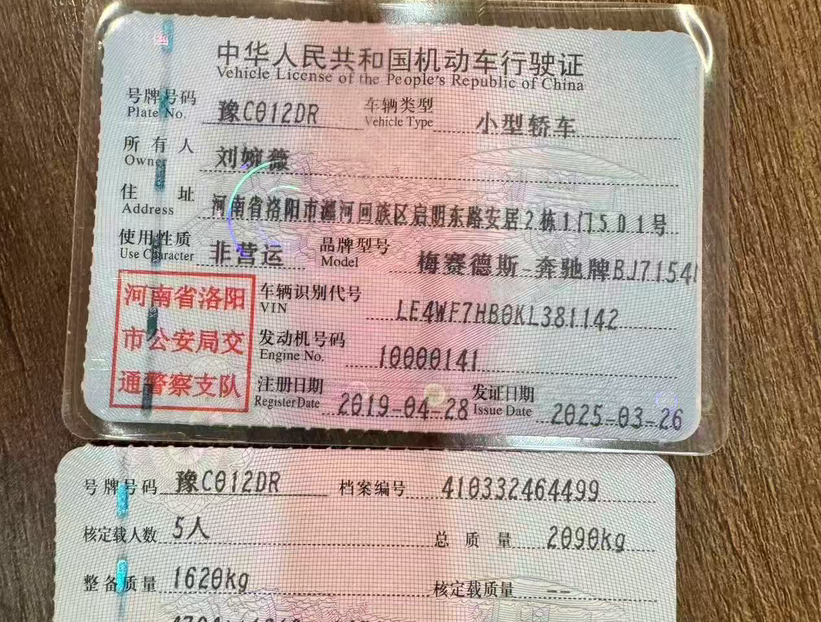 中华人民共和国机动车行驶证
Vehicle License of the People's Republic of China
号牌号码 豫C012DR 车辆类型 小型轿车
Plate No. Vehicle Type
所有人 刘婉薇
Owner
住址 河南省洛阳市瀍河回族区启明东路安居2栋1门501号
Address
使用性质 非营运 品牌型号 梅赛德斯-奔驰牌BJ7154
Use Character Model
河南省洛阳
市公安局交
通警察支队
车辆识别代号 LE4WF7HB0KL381142
VIN
发动机号码 10000141
Engine No.
注册日期 2019-04-28 发证日期 2025-03-26
Register Date Issue Date
号牌号码 豫C012DR 档案编号 410332464499
核定载人数 5人 总质量 2090kg
整备质量 1620kg 核定载质量 --